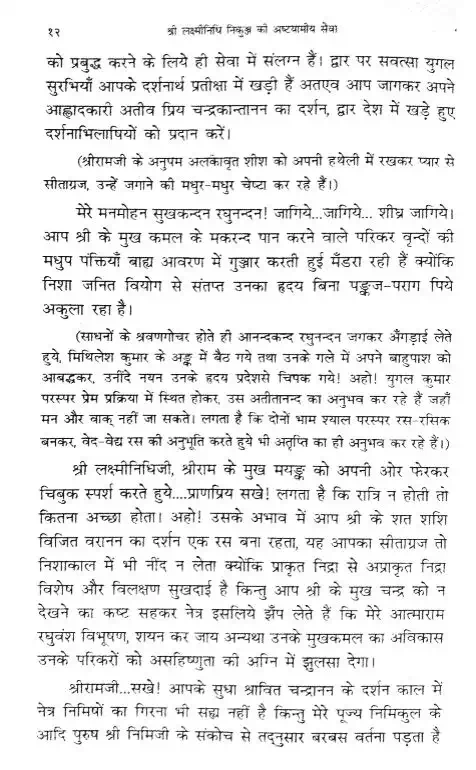 १२ श्री लक्ष्मीनिधि निकुञ्ज की अष्टयामीय सेवा
को प्रबुद्ध करने के लिये ही सेवा में संलग्न हैं। द्वार पर सवत्सा युगल
सुरभियाँ आपके दर्शनार्थ प्रतीक्षा में खड़ी हैं अतएव आप जागकर अपने
आह्लादकारी अतीव प्रिय चन्द्रकान्तानन का दर्शन, द्वार देश में खड़े हुए
दर्शनाभिलाषियों को प्रदान करें।
(श्रीरामजी के अनुपम अलकावृत शीश को अपनी हथेली में रखकर प्यार से
सीताग्रज, उन्हें जगाने की मधुर-मधुर चेष्टा कर रहे हैं।)
मेरे मनमोहन सुखकन्दन रघुनन्दन! जागिये...जागिये... शीघ्र जागिये।
आप श्री के मुख कमल के मकरन्द पान करने वाले परिकर वृन्दों की
मधुप पंक्तियाँ बाह्य आवरण में गुञ्जार करती हुई मँडरा रही हैं क्योंकि
निशा जनित वियोग से संतप्त उनका हृदय बिना पङ्कज-पराग पिये
अकुला रहा है।
(साधनों के श्रवणगोचर होते ही आनन्दकन्द रघुनन्दन जगकर अँगड़ाई लेते
हुये, मिथिलेश कुमार के अङ्क में बैठ गये तथा उनके गले में अपने बाहुपाश को
आबद्धकर, उनींदे नयन उनके हृदय प्रदेशसे चिपक गये! अहो! युगल कुमार
परस्पर प्रेम प्रक्रिया में स्थित होकर, उस अतीतानन्द का अनुभव कर रहे हैं जहाँ
मन और वाक् नहीं जा सकते। लगता है कि दोनों भाम श्याल परस्पर रस-रसिक
बनकर, वेद-वेद्य रस की अनुभूति करते हुये भी अतृप्ति का ही अनुभव कर रहे हैं।)
श्री लक्ष्मीनिधिजी, श्रीराम के मुख मयङ्क को अपनी ओर फेरकर
चिबुक स्पर्श करते हुये....प्राणप्रिय सखे! लगता है कि रात्रि न होती तो
कितना अच्छा होता। अहो! उसके अभाव में आप श्री के शत शशि
विजित वरानन का दर्शन एक रस बना रहता, यह आपका सीताग्रज तो
निशाकाल में भी नींद न लेता क्योंकि प्राकृत निद्रा से अप्राकृत निद्रा
विशेष और विलक्षण सुखदाई है किन्तु आप श्री के मुख चन्द्र को न
देखने का कष्ट सहकर नेत्र इसलिये झँप लेते हैं कि मेरे आत्माराम
रघुवंश विभूषण, शयन कर जाय अन्यथा उनके मुखकमल का अविकास
उनके परिकरों को असहिष्णुता की अग्नि में झुलसा देगा।
श्रीरामजी...सखे! आपके सुधा श्रावित चन्द्रानन के दर्शन काल में
नेत्र निमिषों का गिरना भी सह्य नहीं है किन्तु मेरे पूज्य निमिकुल के
आदि पुरुष श्री निमिजी के संकोच से तद्नुसार बरबस वर्तना पड़ता है